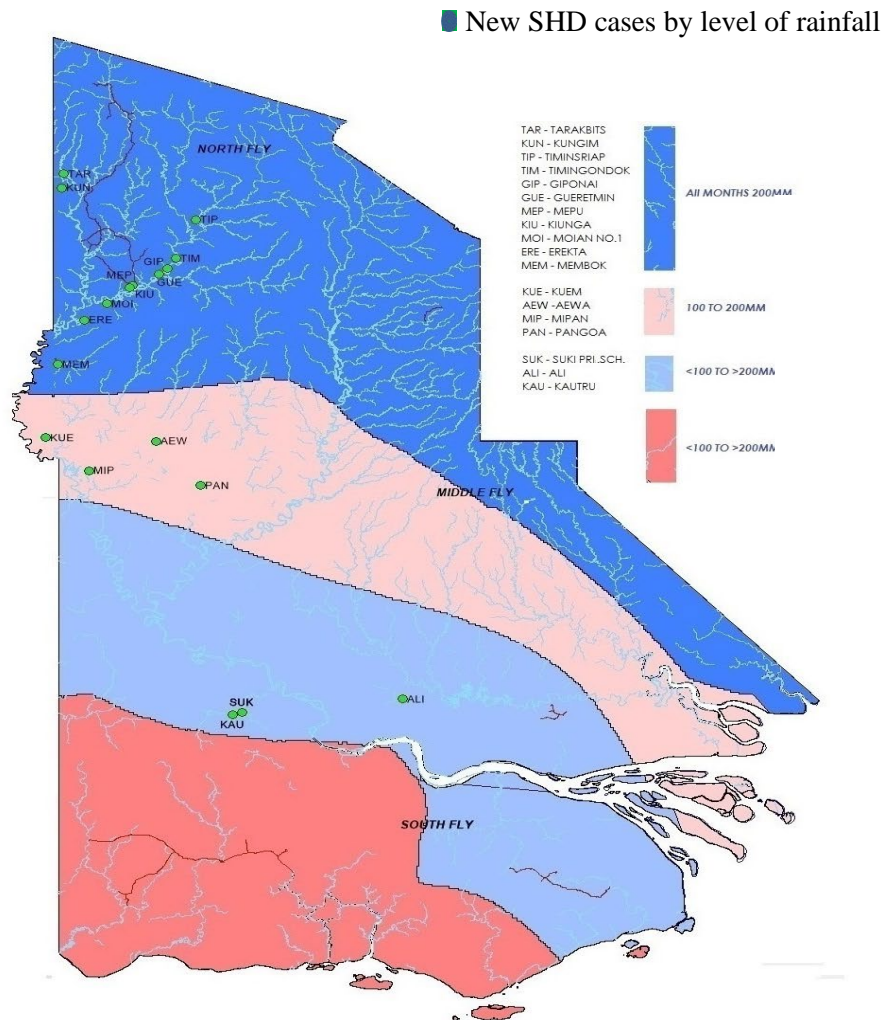 New SHD cases by level of rainfall
TAR - TARAKBITS
KUN - KUNGIM
TIP - TIMINSRIAP
TIM - TIMINGONDOK
GIP - GIPONAI
GUE - GUERETMIN
MEP - MEPU
KIU - KIUNGA
MOI - MOIAN NO.1
ERE - EREKTA
MEM - MEMBOK
All MONTHS 200MM
KUE - KUEM
AEW - AEWA
MIP - MIPAN
PAN - PANGOA
100 TO 200MM
SUK - SUKI PRI.SCH.
ALI - ALI
KAU - KAUTRU
<100 TO >200MM
<100 TO >200MM
NORTH FLY
TAR
KUN
TIP
TIM
GIP
GUE
MEP
KIU
MOI
ERE
MEM
KUE
AEW
MIP
PAN
MIDDLE FLY
SUK
KAU
ALI
SOUTH FLY